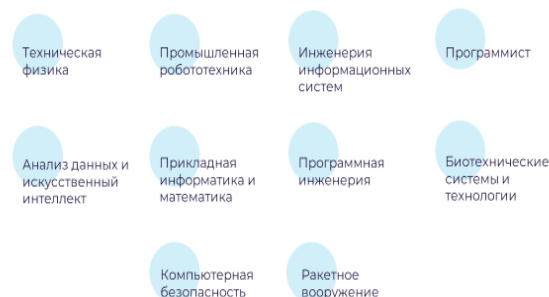 Техническая
физика
Промышленная
робототехника
Инженерия
информационных
систем
Программист
Анализ данных и
искусственный
интеллект
Прикладная
информатика и
математика
Программная
инженерия
Биотехнические
системы и
технологии
Компьютерная
безопасность
Ракетное
вооружение